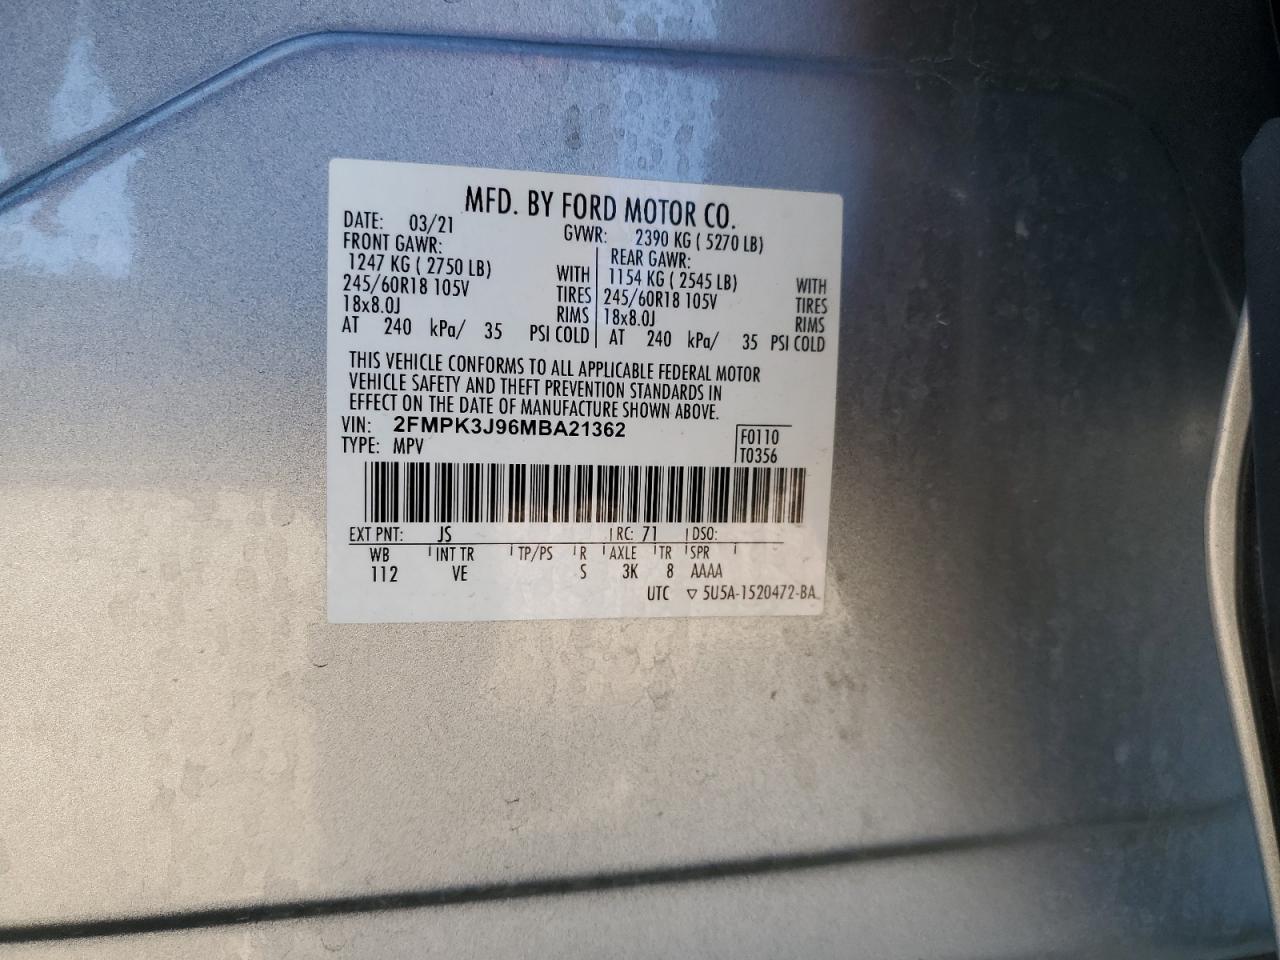 MFD. BY FORD MOTOR CO.
DATE: 03/21 GVWR: 2390 KG ( 5270 LB)
FRONT GAWR: REAR GAWR:
1247 KG ( 2750 LB) WITH 1154 KG ( 2545 LB) WITH
245/60R18 105V TIRES 245/60R18 105V TIRES
18x8.0J RIMS 18x8.0J RIMS
AT 240 kPa/ 35 PSI COLD AT 240 kPa/ 35 PSI COLD
THIS VEHICLE CONFORMS TO ALL APPLICABLE FEDERAL MOTOR
VEHICLE SAFETY AND THEFT PREVENTION STANDARDS IN
EFFECT ON THE DATE OF MANUFACTURE SHOWN ABOVE.
VIN: 2FMPK3J96MBA21362 F0110
TYPE: MPV T0356
EXT PNT: JS RC: 71 DSO:
WB INT TR TP/PS R AXLE TR SPR
112 VE S 3K 8 AAAA
UTC ▽ 5U5A-1520472-BA